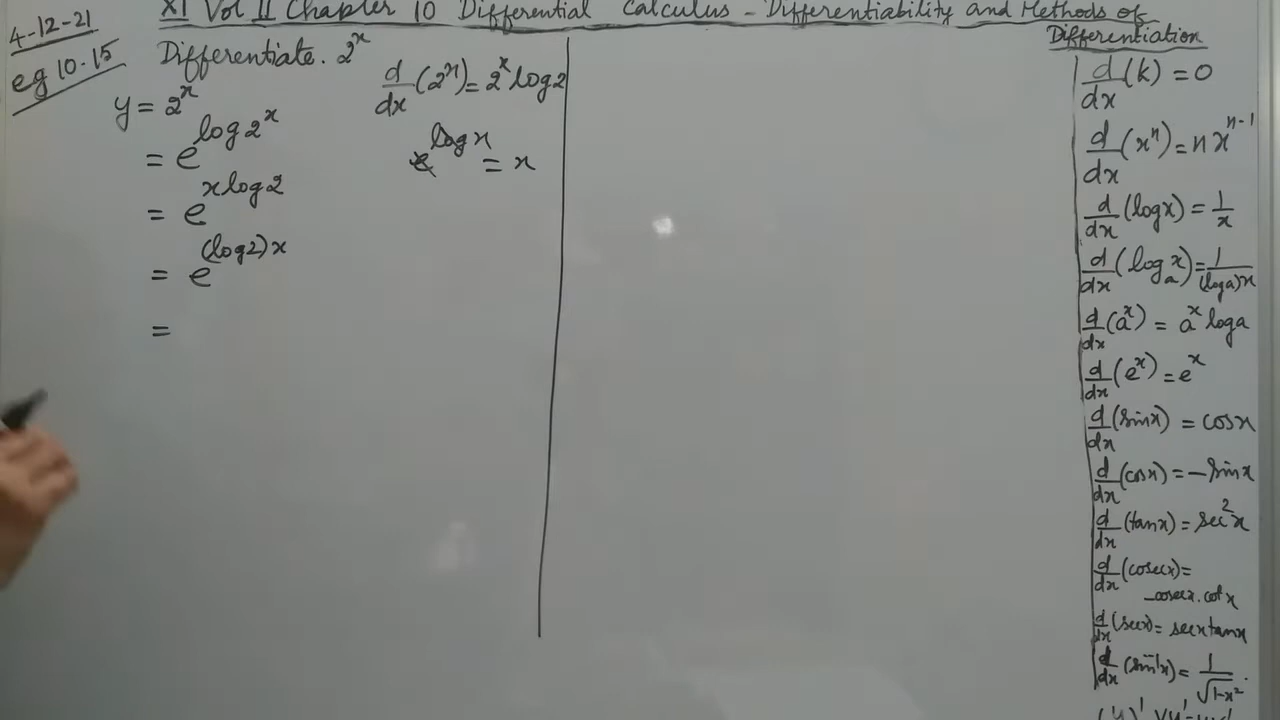 XI Vol II Chapter 10 Differential Calculus - Differentiability and Methods of
Differentiation
4-12-21
eg 10.15
Differentiate. 2^x
y = 2^x
= e^{log 2^x}
= e^{x log 2}
= e^{(log 2) x}
=
d/dx (2^x) = 2^x log 2
e^{log x} = x
d/dx (k) = 0
d/dx (x^n) = n x^{n-1}
d/dx (log x) = 1/x
d/dx (log_a x) = 1/(log a) x
d/dx (a^x) = a^x log a
d/dx (e^x) = e^x
d/dx (sin x) = cos x
d/dx (cos x) = - sin x
d/dx (tan x) = sec^2 x
d/dx (cosec x) =
- cosec x . cot x
d/dx (sec x) = sec x tan x
d/dx (sin^{-1} x) = 1/√(1-x^2) .